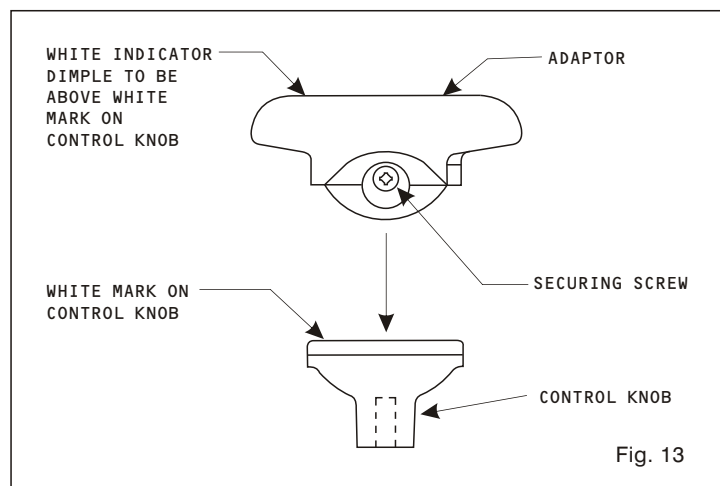 WHITE INDICATOR
DIMPLE TO BE
ABOVE WHITE
MARK ON
CONTROL KNOB
ADAPTOR
SECURING SCREW
WHITE MARK ON
CONTROL KNOB
CONTROL KNOB
Fig. 13